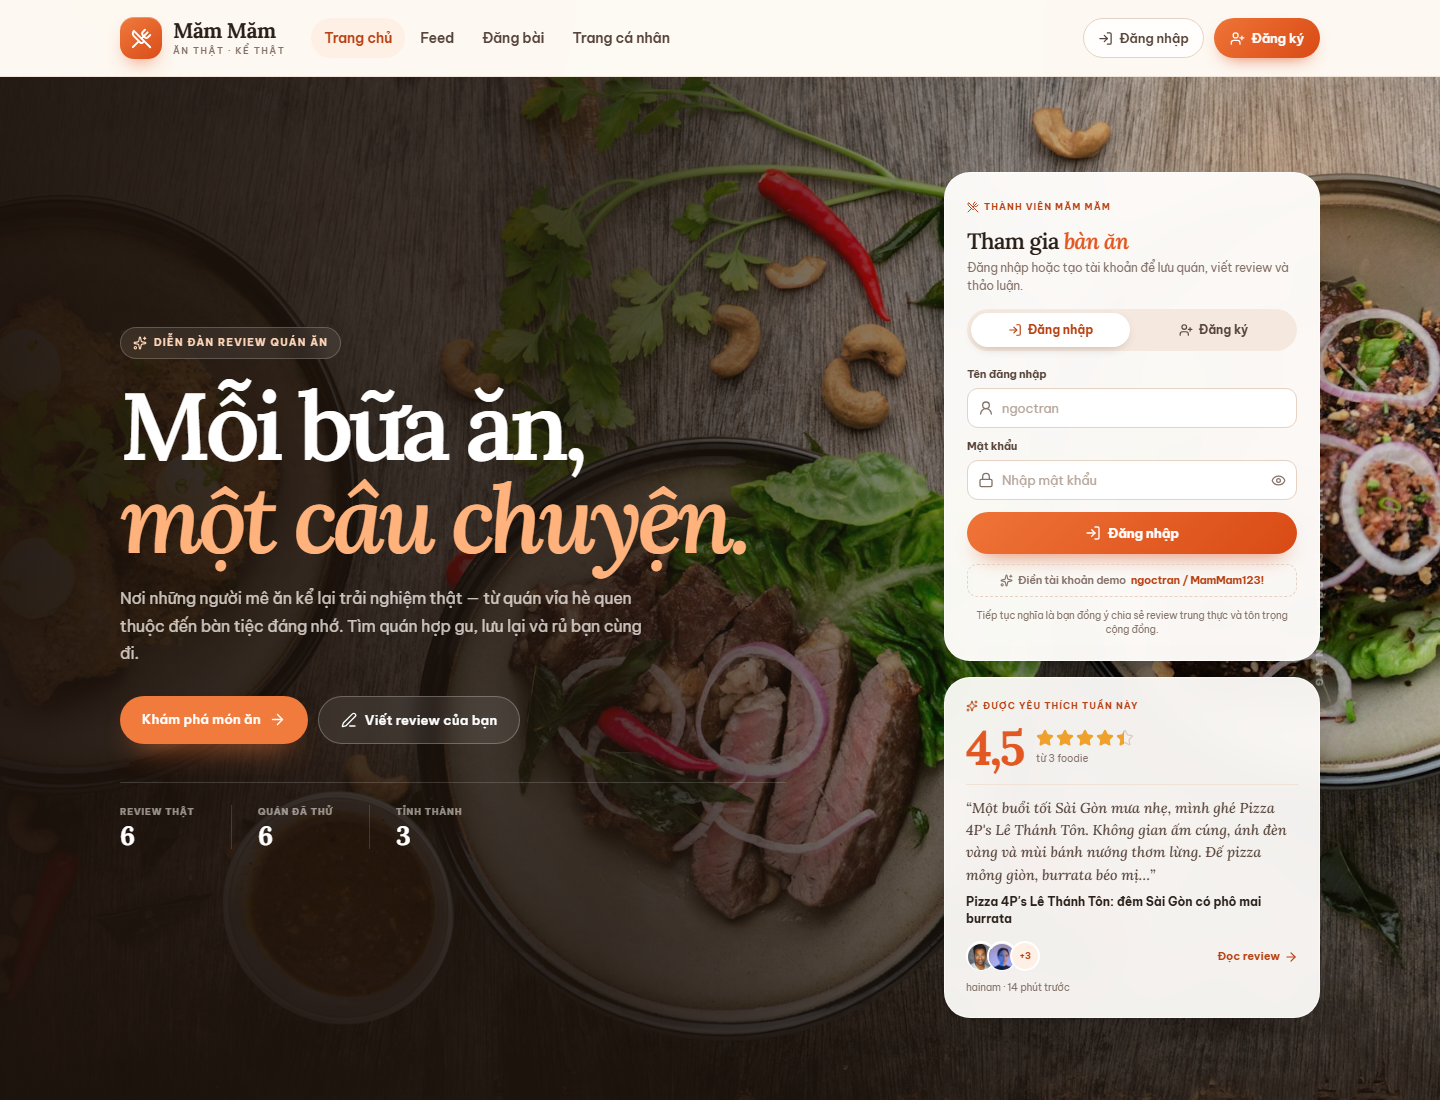 Măm Măm
ĂN THẬT · KỂ THẬT
Trang chủ
Feed
Đăng bài
Trang cá nhân
Đăng nhập
Đăng ký
DIỄN ĐÀN REVIEW QUÁN ĂN
Mỗi bữa ăn,
một câu chuyện.
Nơi những người mê ăn kể lại trải nghiệm thật — từ quán vỉa hè quen
thuộc đến bàn tiệc đáng nhớ. Tìm quán hợp gu, lưu lại và rủ bạn cùng
đi.
Khám phá món ăn
Viết review của bạn
REVIEW THẬT
6
QUÁN ĐÃ THỬ
6
TỈNH THÀNH
3
THÀNH VIÊN MĂM MĂM
Tham gia bàn ăn
Đăng nhập hoặc tạo tài khoản để lưu quán, viết review và
thảo luận.
Đăng nhập
Đăng ký
Tên đăng nhập
ngoctran
Mật khẩu
Nhập mật khẩu
Đăng nhập
Điền tài khoản demo ngoctran / MamMam123!
Tiếp tục nghĩa là bạn đồng ý chia sẻ review trung thực và tôn trọng
cộng đồng.
ĐƯỢC YÊU THÍCH TUẦN NÀY
4,5
từ 3 foodie
“Một buổi tối Sài Gòn mưa nhẹ, mình ghé Pizza
4P's Lê Thánh Tôn. Không gian ấm cúng, ánh đèn
vàng và mùi bánh nướng thơm lừng. Đế pizza
mỏng giòn, burrata béo mị…”
Pizza 4P's Lê Thánh Tôn: đêm Sài Gòn có phô mai
burrata
+3
Đọc review
hainam · 14 phút trước